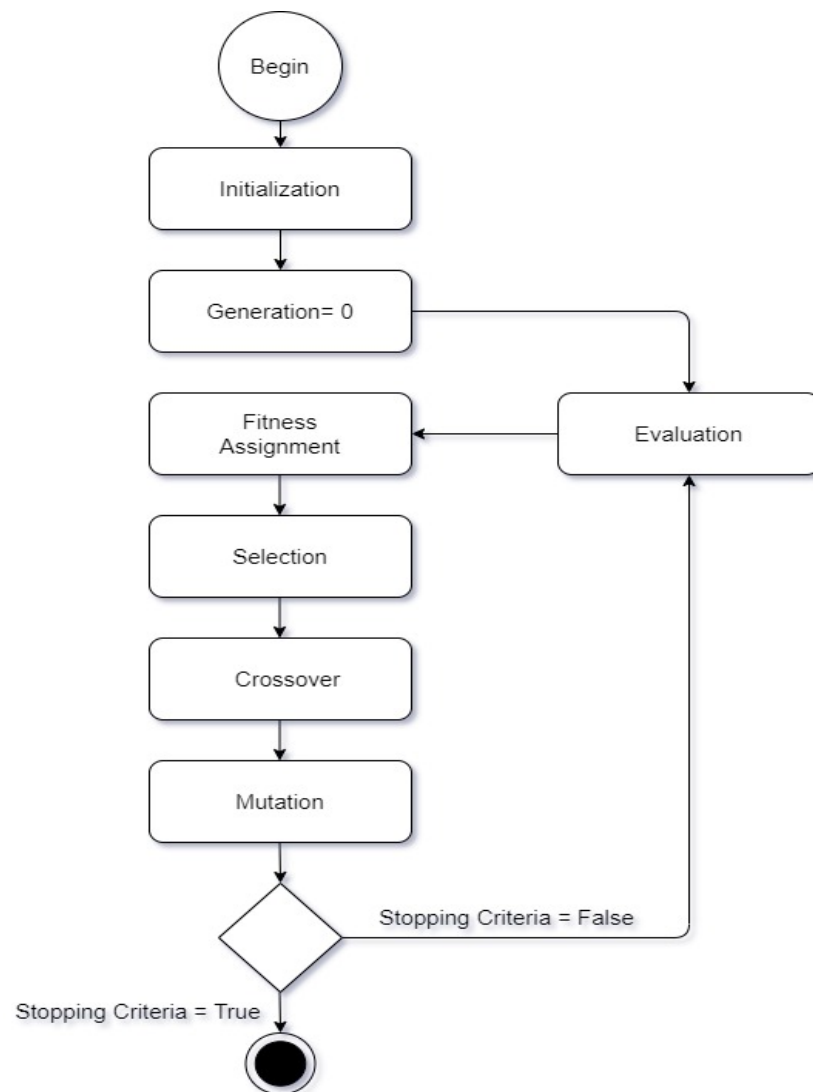 Begin
Initialization
Generation= 0
Fitness
Assignment
Evaluation
Selection
Crossover
Mutation
Stopping Criteria = False
Stopping Criteria = True